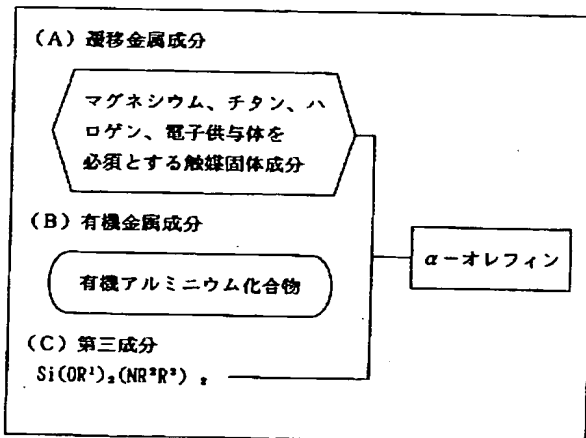 (A) 遷移金属成分
マグネシウム、チタン、ハ
ロゲン、電子供与体を
必須とする触媒固体成分
(B) 有機金属成分
有機アルミニウム化合物
α-オレフィン
(C) 第三成分
Si(OR¹)₂(NR²R³)₂